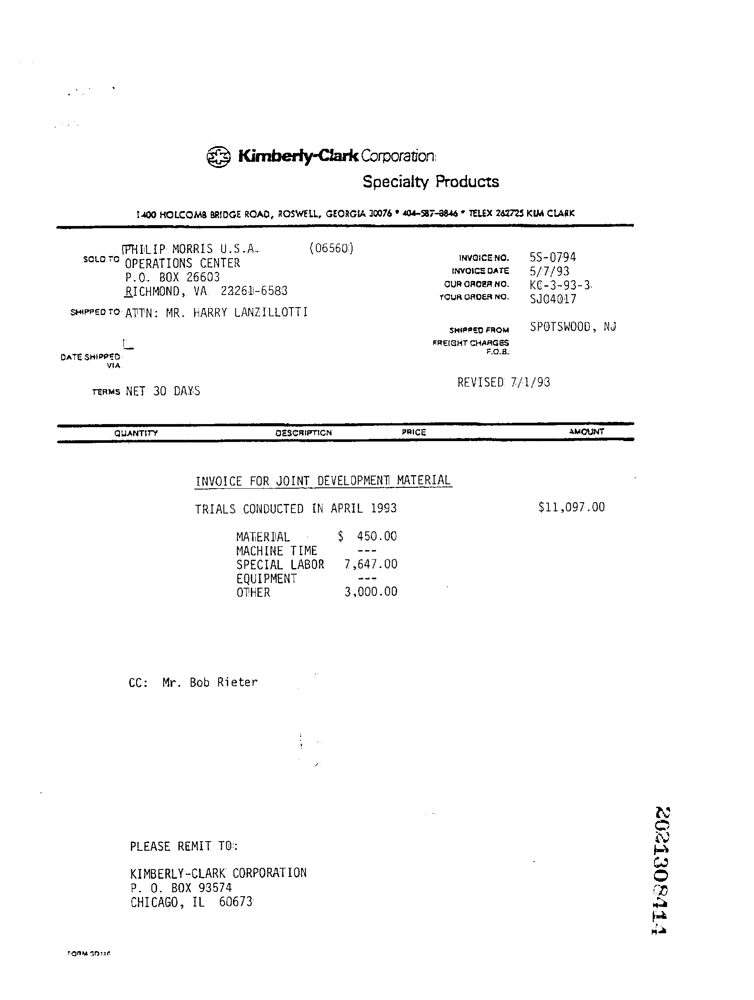 Kimberly-Clark Corporation
Specialty Products
1400 HOLCOMB BRIDGE ROAD, ROSWELL, GEORGIA 30076 * 404-587-8846 * TELEX 262725 KIM CLARK
SOLD TO PHILIP MORRIS U.S.A. (06560)
OPERATIONS CENTER
P.O. BOX 26603
RICHMOND, VA 23261-6583
INVOICE NO. 5S-0794
INVOICE DATE 5/7/93
OUR ORDER NO. KC-3-93-3
YOUR ORDER NO. SJ04017
SHIPPED TO ATTN: MR. HARRY LANZILLOTTI
SHIPPED FROM SPOTSWOOD, NJ
FREIGHT CHARGES
F.O.B.
DATE SHIPPED
VIA
REVISED 7/1/93
TERMS NET 30 DAYS
QUANTITY DESCRIPTION PRICE AMOUNT
INVOICE FOR JOINT DEVELOPMENT MATERIAL
TRIALS CONDUCTED IN APRIL 1993 $11,097.00
MATERIAL $ 450.00
MACHINE TIME ---
SPECIAL LABOR 7,647.00
EQUIPMENT ---
OTHER 3,000.00
CC: Mr. Bob Rieter
PLEASE REMIT TO:
KIMBERLY-CLARK CORPORATION
P. O. BOX 93574
CHICAGO, IL 60673
2021308414
FORM